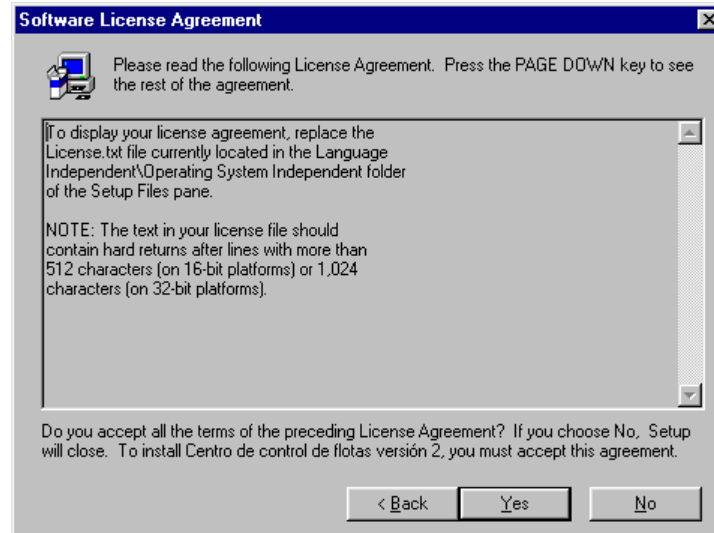 Software License Agreement
Please read the following License Agreement. Press the PAGE DOWN key to see
the rest of the agreement.
To display your license agreement, replace the
License.txt file currently located in the Language
Independent\Operating System Independent folder
of the Setup Files pane.
NOTE: The text in your license file should
contain hard returns after lines with more than
512 characters (on 16-bit platforms) or 1,024
characters (on 32-bit platforms).
Do you accept all the terms of the preceding License Agreement? If you choose No, Setup
will close. To install Centro de control de flotas versión 2, you must accept this agreement.
< Back Yes No